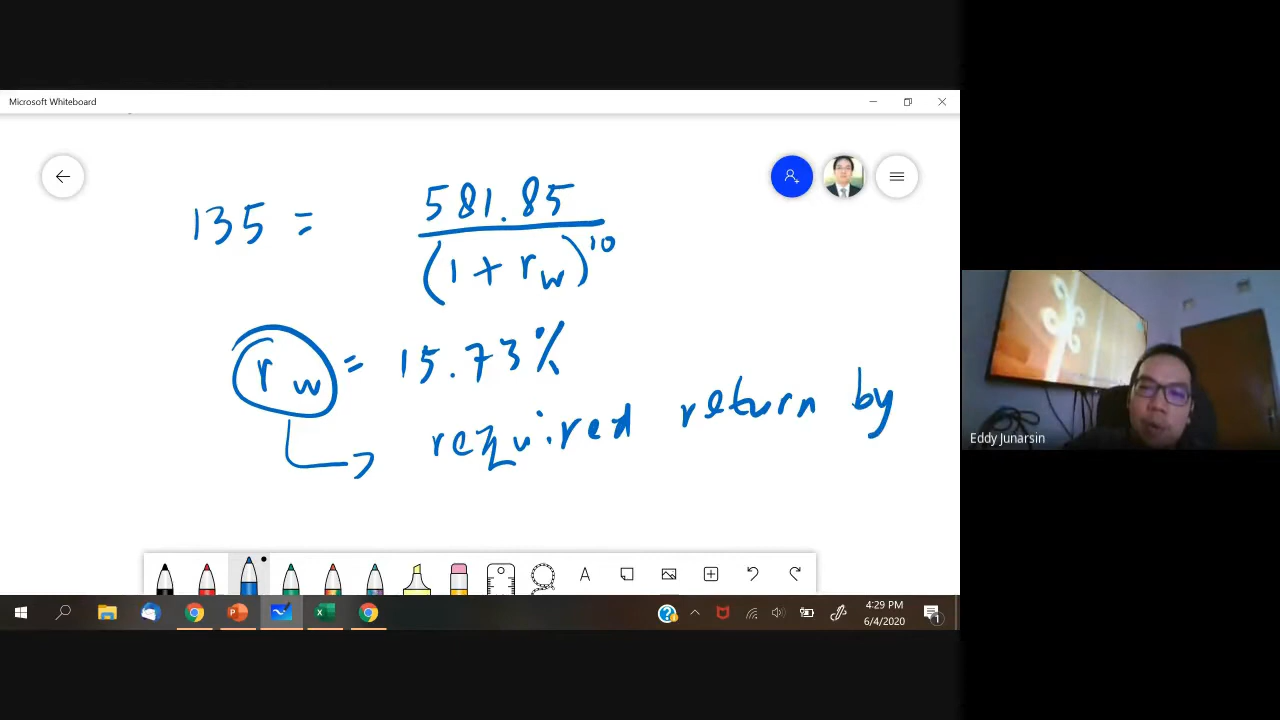 Microsoft Whiteboard
135 = 581.85 / (1 + rw)^10
rw = 15.73%
required return by
A
Eddy Junarsin
4:29 PM
6/4/2020
1